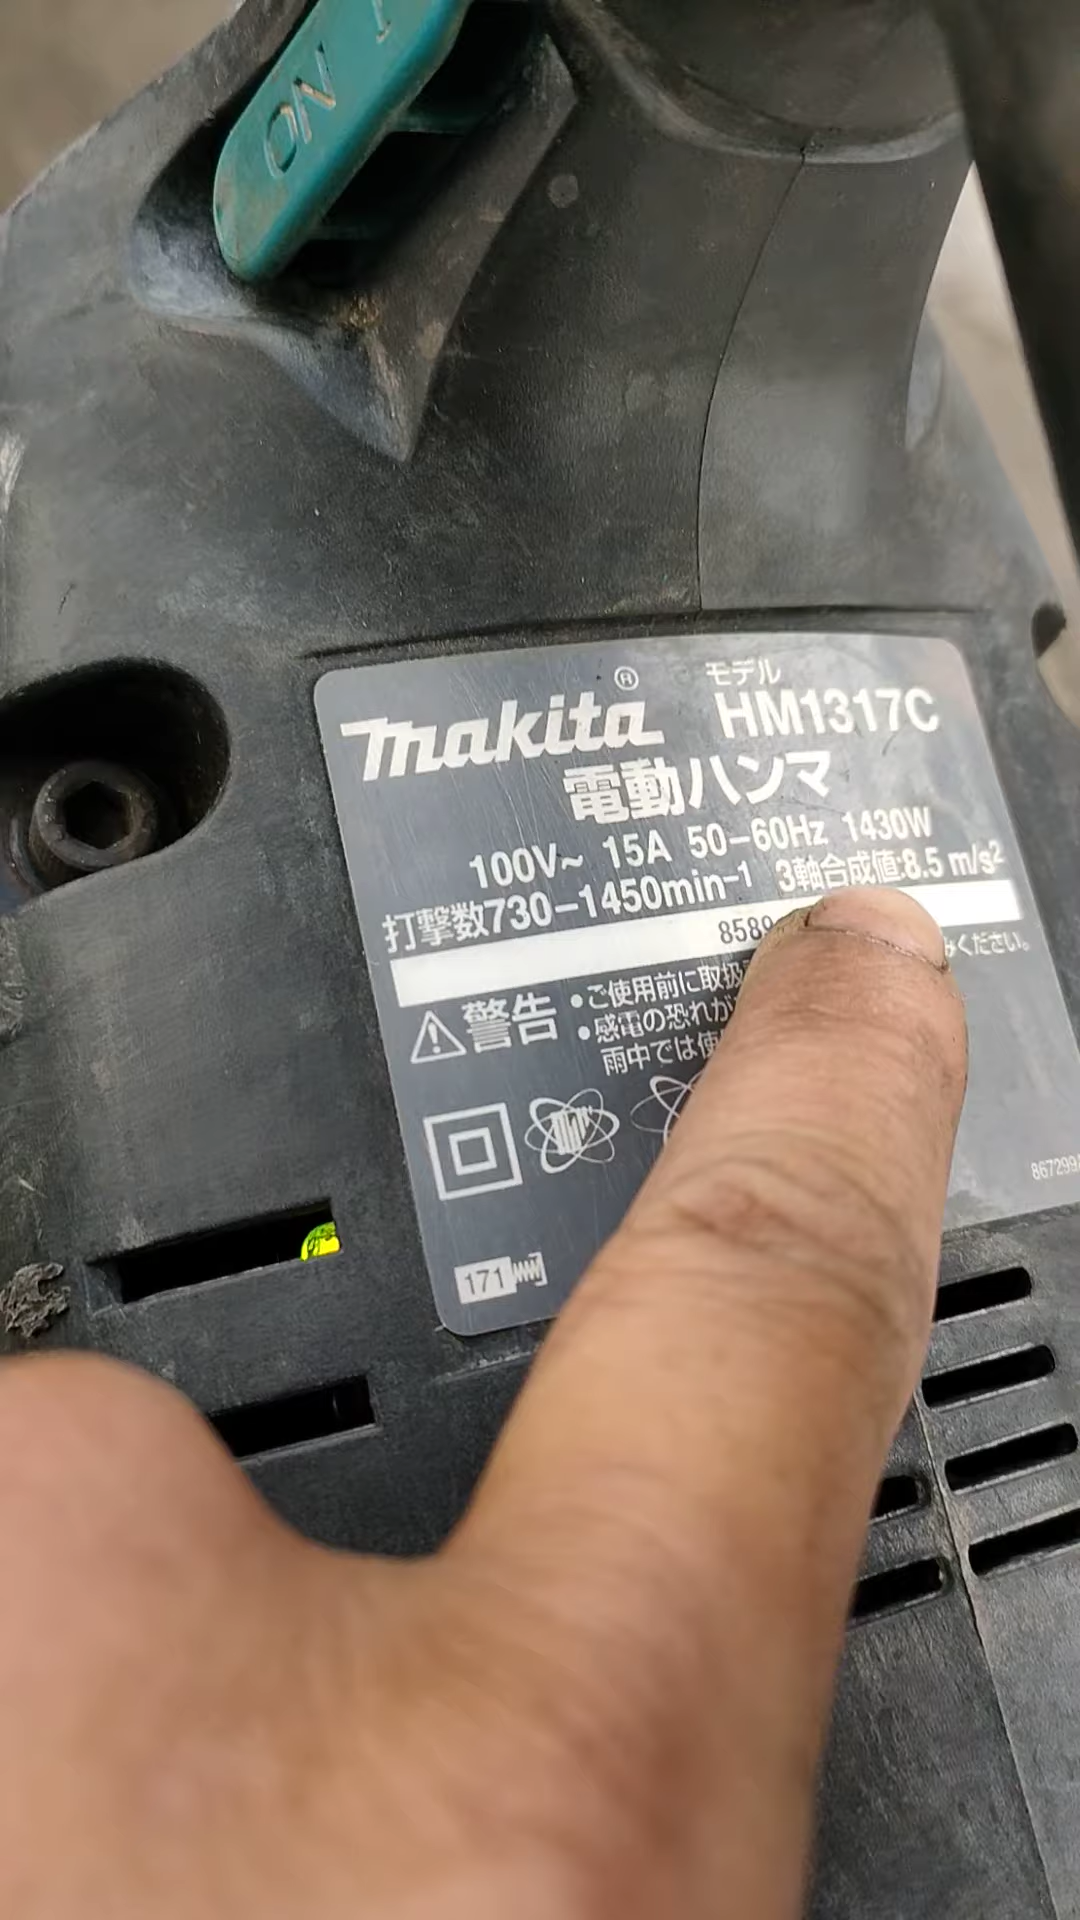 ON
makita®
モデル
HM1317C
電動ハンマ
100V~ 15A 50-60Hz 1430W
打撃数730-1450min-1 3軸合成値:8.5 m/s²
8589
みください。
⚠警告 •ご使用前に取扱
•感電の恐れが
雨中では使
867299
171